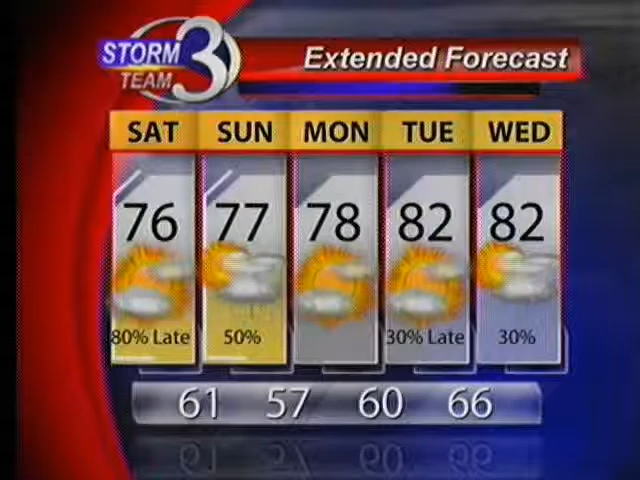 STORM 3
TEAM
Extended Forecast
SAT SUN MON TUE WED
76 77 78 82 82
80% Late 50% 30% Late 30%
61 57 60 66